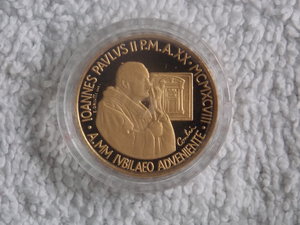 IOANNES PAVLVS II P.M.A.XX · MCMXCVIII ·
A.MM IVBILAEO ADVENIENTE